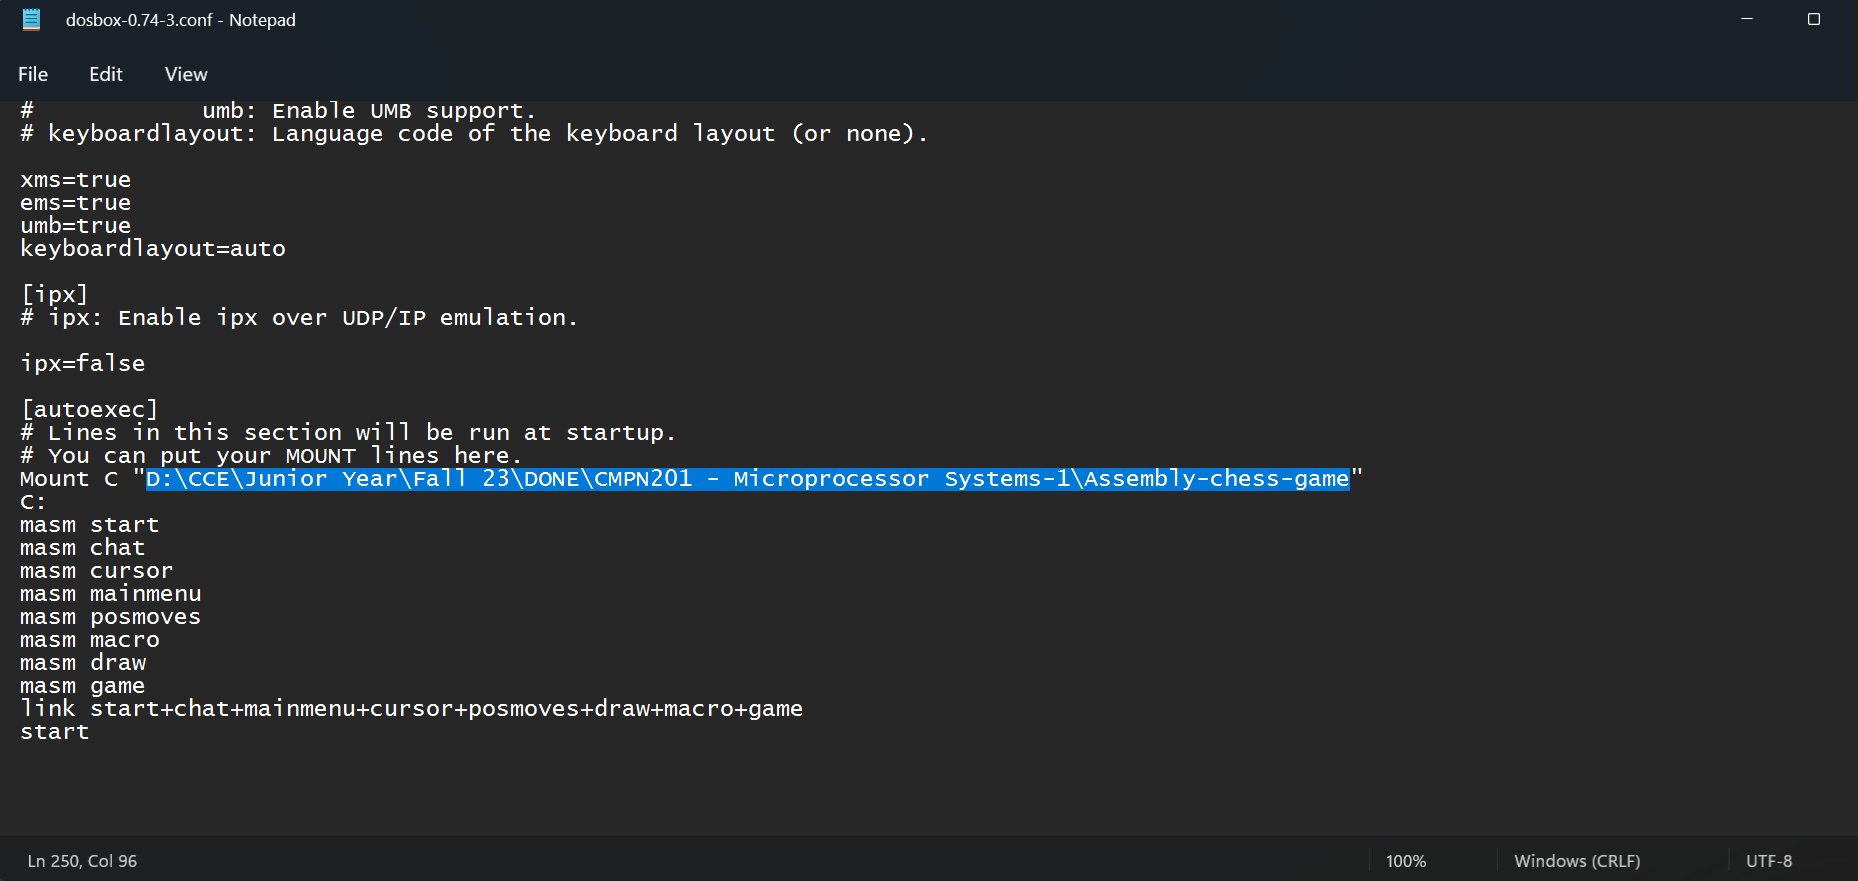 dosbox-0.74-3.conf - Notepad
File Edit View
#             umb: Enable UMB support.
# keyboardlayout: Language code of the keyboard layout (or none).
xms=true
ems=true
umb=true
keyboardlayout=auto
[ipx]
# ipx: Enable ipx over UDP/IP emulation.
ipx=false
[autoexec]
# Lines in this section will be run at startup.
# You can put your MOUNT lines here.
Mount C "D:\CCE\Junior Year\Fall 23\DONE\CMPN201 - Microprocessor Systems-1\Assembly-chess-game"
C:
masm start
masm chat
masm cursor
masm mainmenu
masm posmoves
masm macro
masm draw
masm game
link start+chat+mainmenu+cursor+posmoves+draw+macro+game
start
Ln 250, Col 96 100% Windows (CRLF) UTF-8